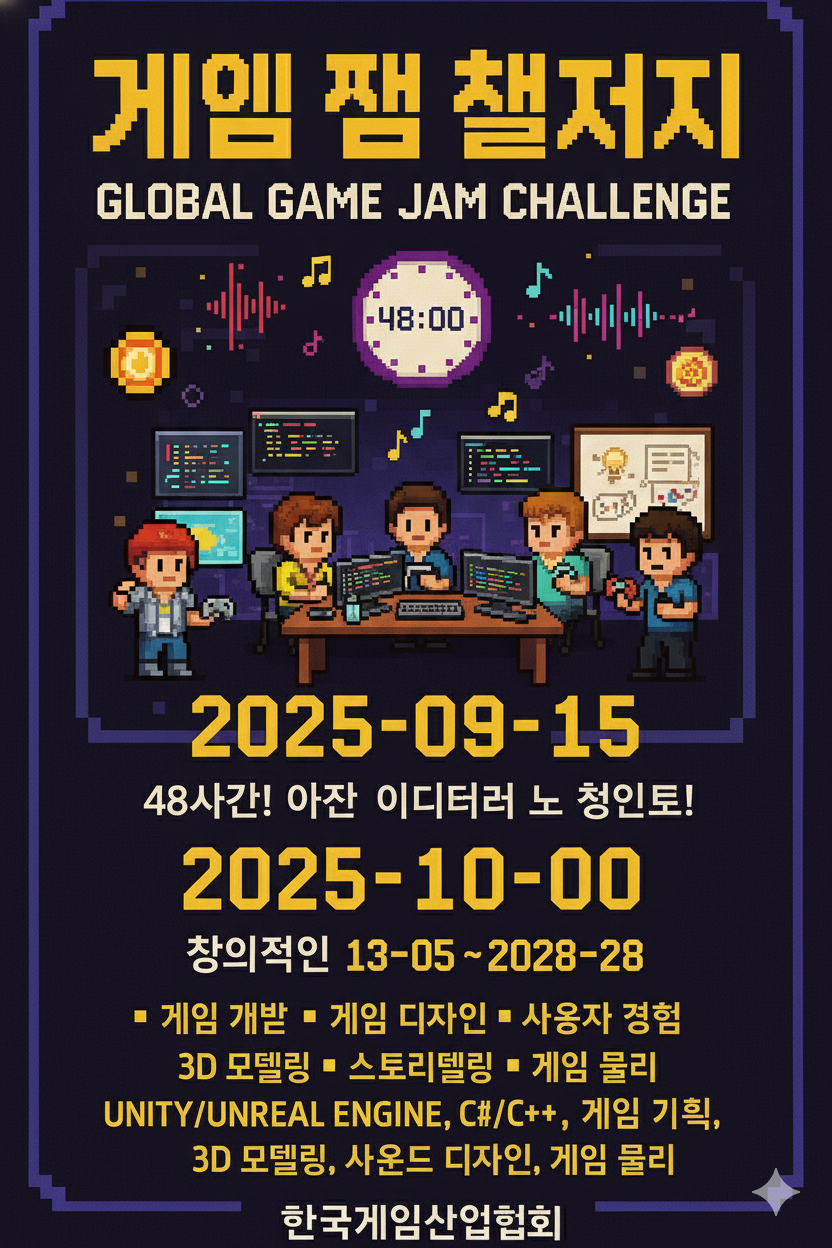 게임 잼 챌저지
GLOBAL GAME JAM CHALLENGE
48:00
2025-09-15
48사간! 아잔 이디터러 노 청인토!
2025-10-00
창의적인 13-05~2028-28
▪ 게임 개받 ▪ 게임 디자인 ▪ 사용자 경험
3D 모델링 ▪ 스토리델링 ▪ 게임 물리
UNITY/UNREAL ENGINE, C#/C++, 게임 기획,
3D 모델링, 사운드 디자인, 게임 물리
한국게임산업협회